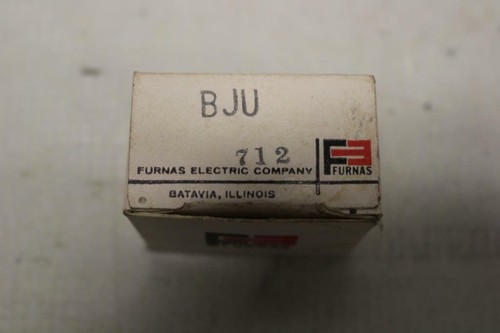 BJU
712
FURNAS ELECTRIC COMPANY
FURNAS
BATAVIA, ILLINOIS